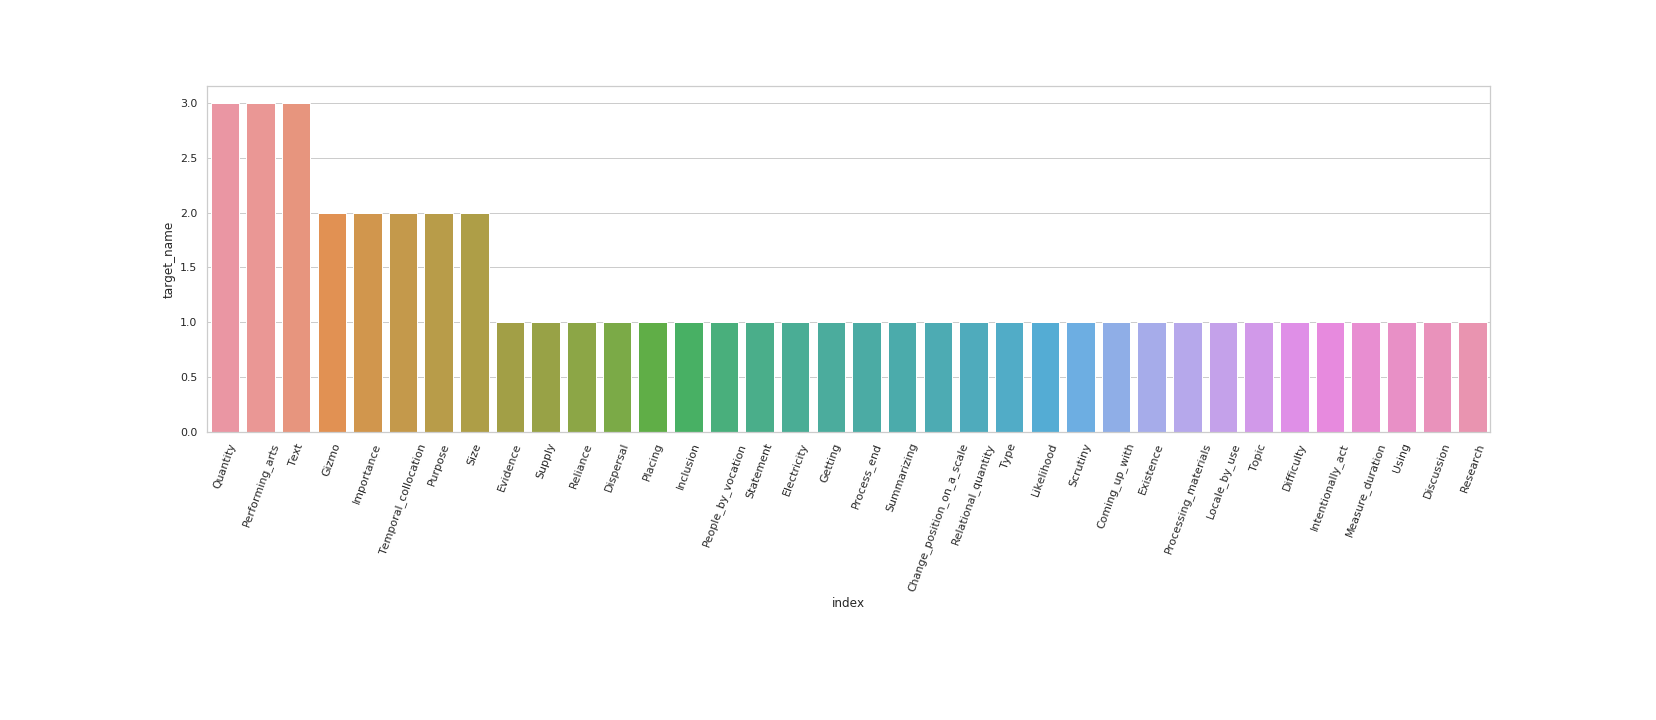 3.0
2.5
2.0
1.5
1.0
0.5
0.0
target_name
Quantity
Performing_arts
Text
Gizmo
Importance
Temporal_collocation
Purpose
Size
Evidence
Supply
Reliance
Dispersal
Placing
Inclusion
People_by_vocation
Statement
Electricity
Getting
Process_end
Summarizing
Change_position_on_a_scale
Relational_quantity
Type
Likelihood
Scrutiny
Coming_up_with
Existence
Processing_materials
Locale_by_use
Topic
Difficulty
Intentionally_act
Measure_duration
Using
Discussion
Research
index